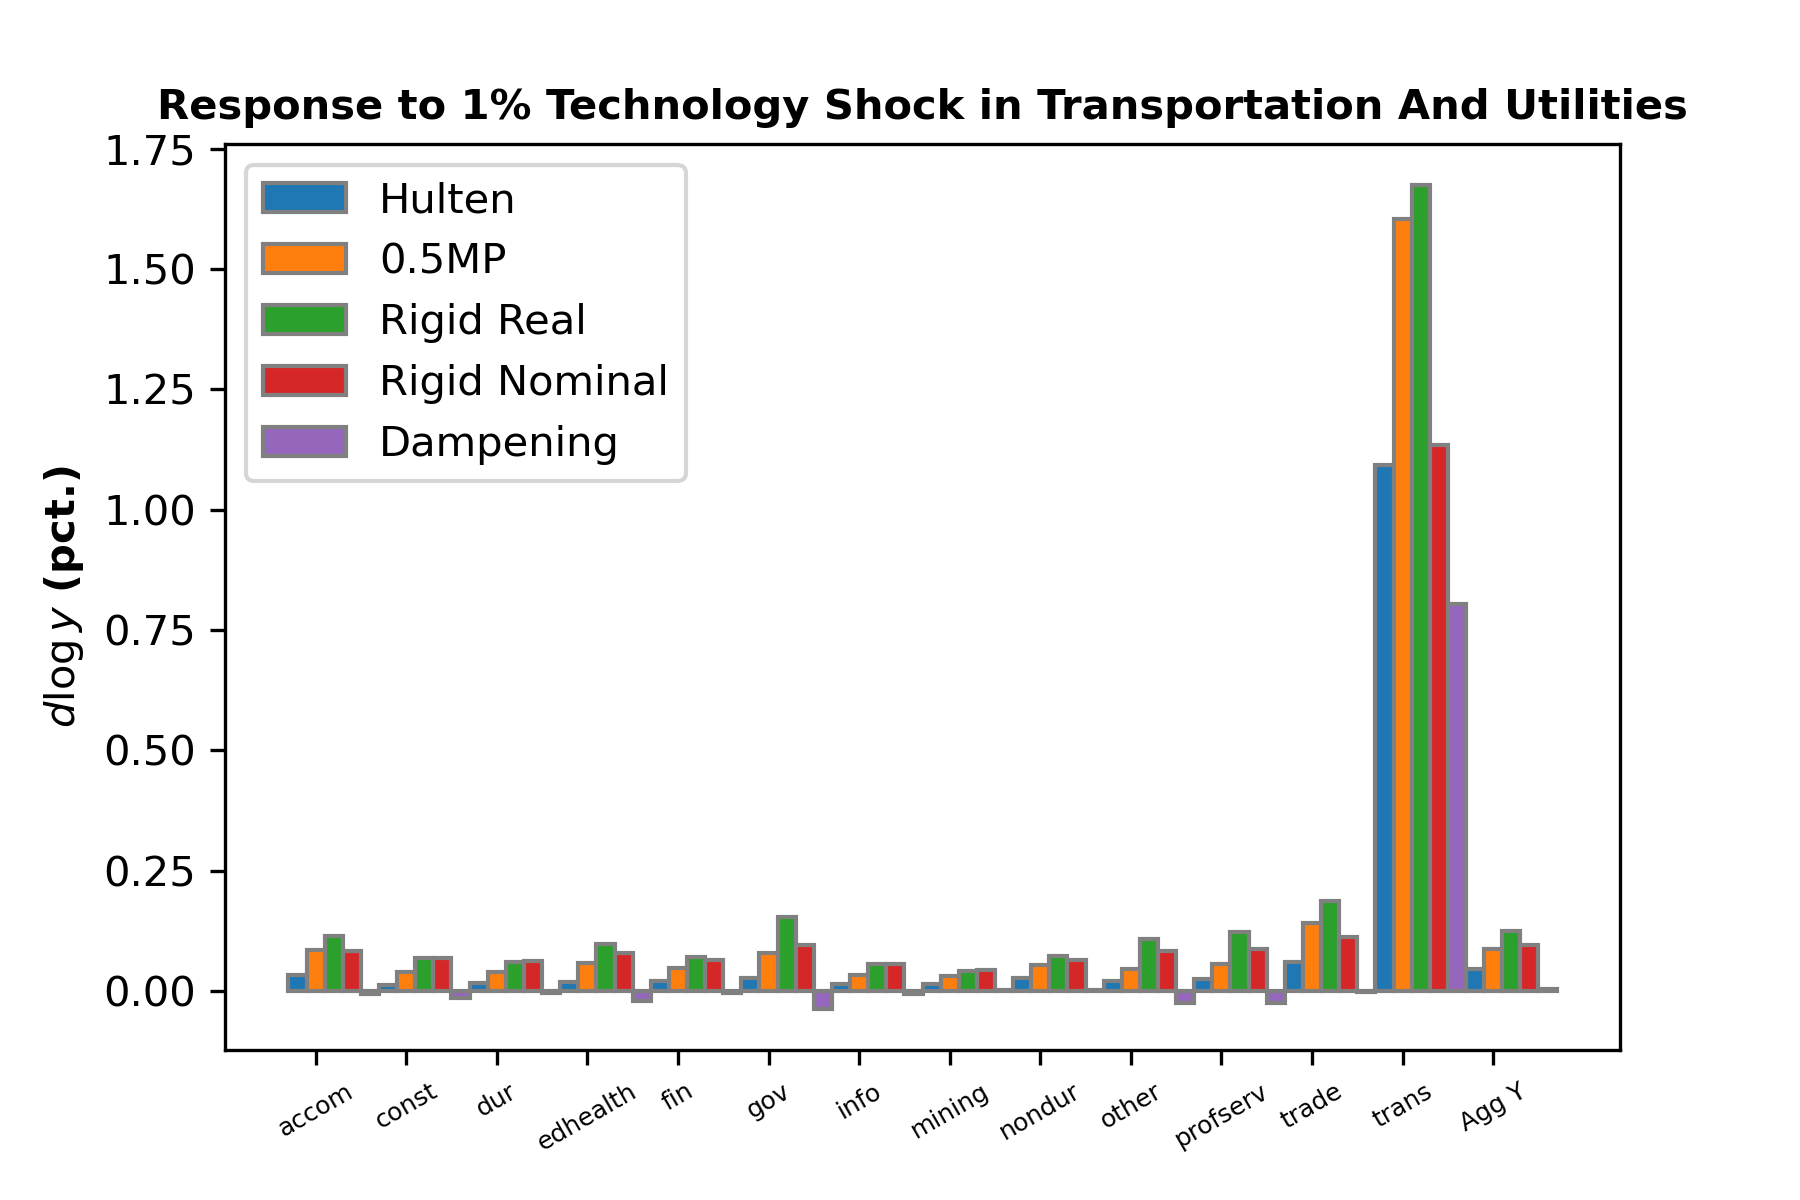 Response to 1% Technology Shock in Transportation And Utilities
1.75
1.50
1.25
1.00
0.75
0.50
0.25
0.00
dlog y (pct.)
Hulten
0.5MP
Rigid Real
Rigid Nominal
Dampening
accom
const
dur
edhealth
fin
gov
info
mining
nondur
other
profserv
trade
trans
Agg Y